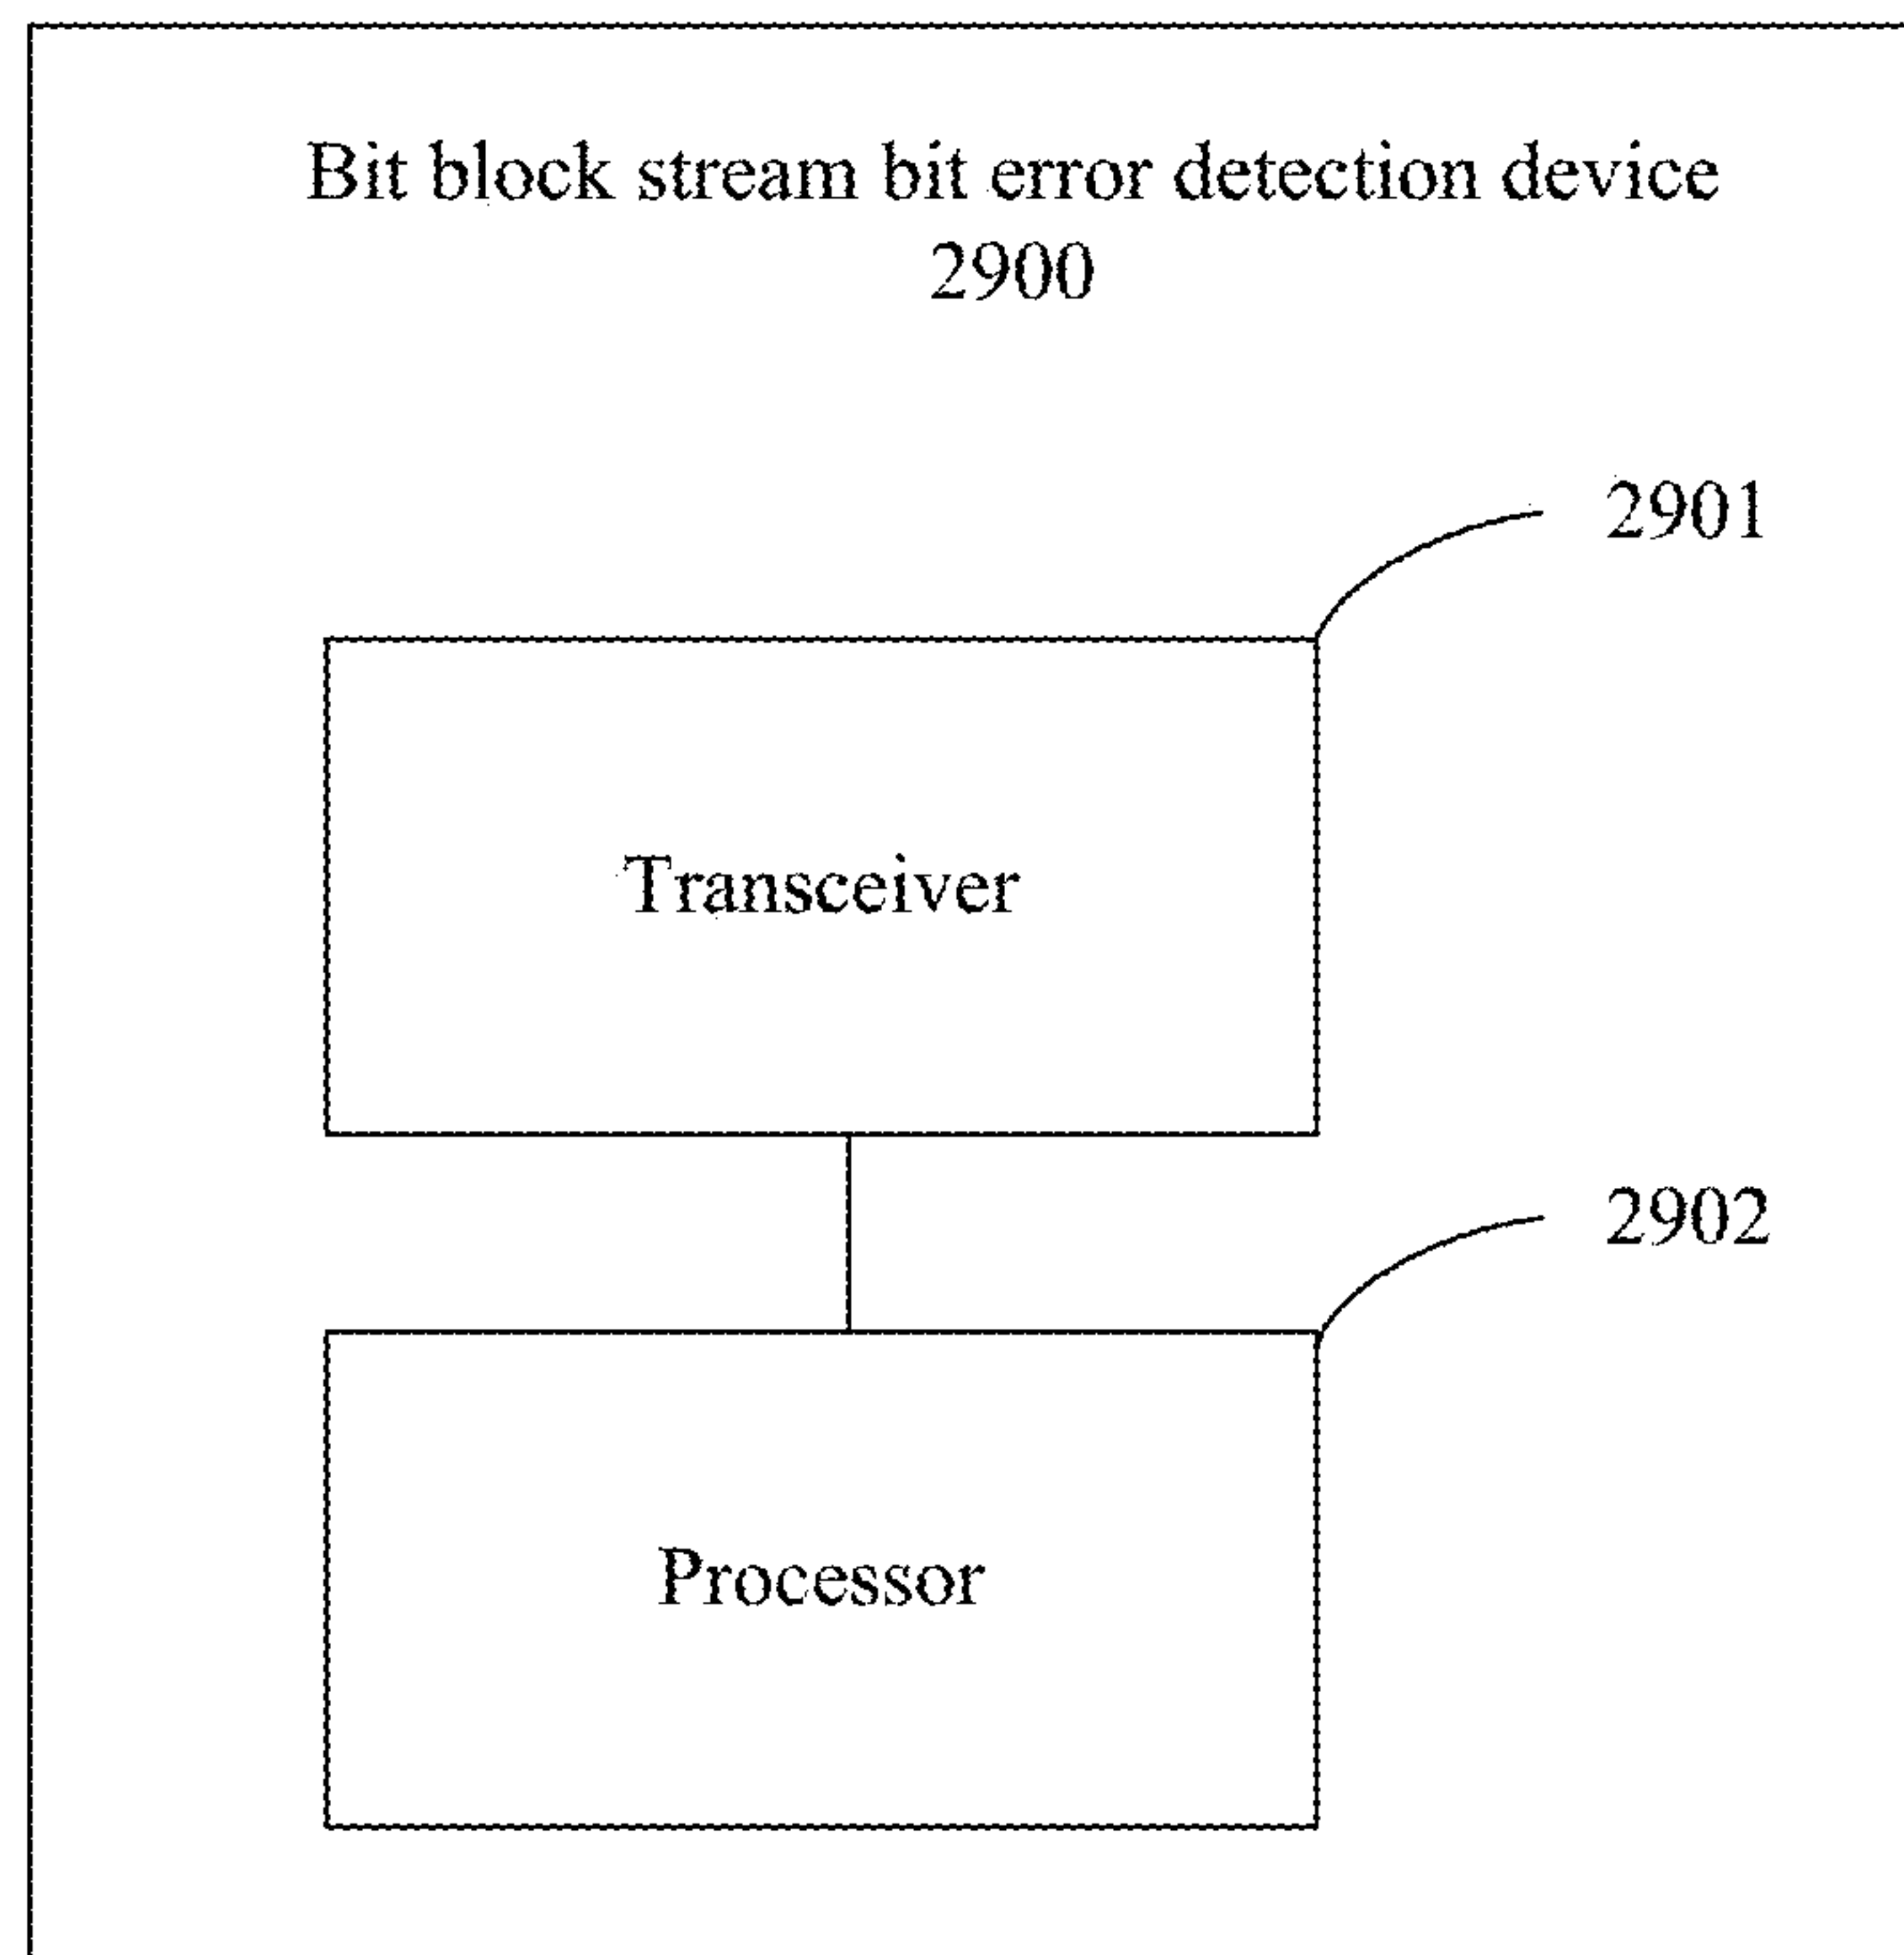 Bit block stream bit error detection device
2900
2901
Transceiver
2902
Processor